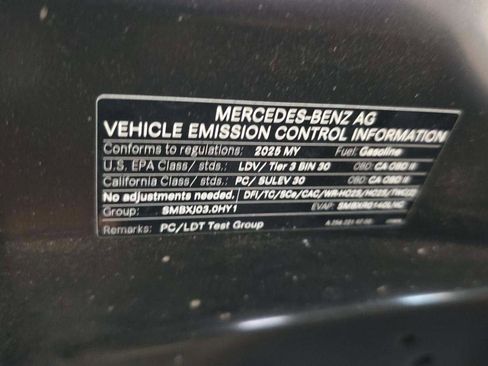 MERCEDES-BENZ AG
VEHICLE EMISSION CONTROL INFORMATION
Conforms to regulations: 2025 MY Fuel: Gasoline
U.S. EPA Class/ stds.: LDV/ Tier 3 BIN 30 OBD: CA OBD II
California Class/ stds.: PC/ SULEV 30 OBD: CA OBD II
No adjustments needed. DFI/TC/SCe/CAC/WR-HO2S/HO2S/TWC(2)
Group: SMBXJ03.0HY1 EVAP:
Remarks: PC/LDT Test Group